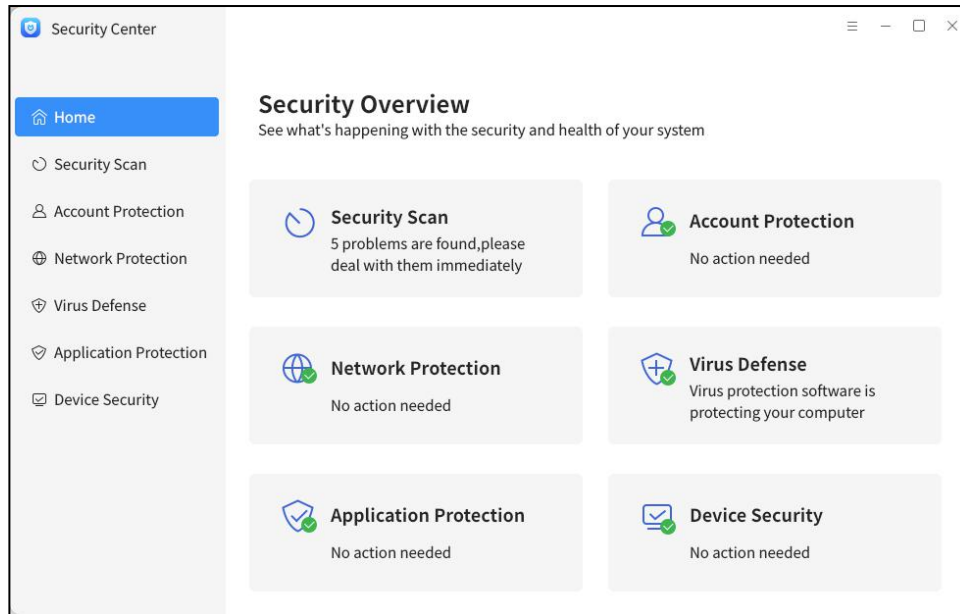 Security Center
Home
Security Scan
Account Protection
Network Protection
Virus Defense
Application Protection
Device Security
Security Overview
See what's happening with the security and health of your system
Security Scan
5 problems are found,please
deal with them immediately
Account Protection
No action needed
Network Protection
No action needed
Virus Defense
Virus protection software is
protecting your computer
Application Protection
No action needed
Device Security
No action needed